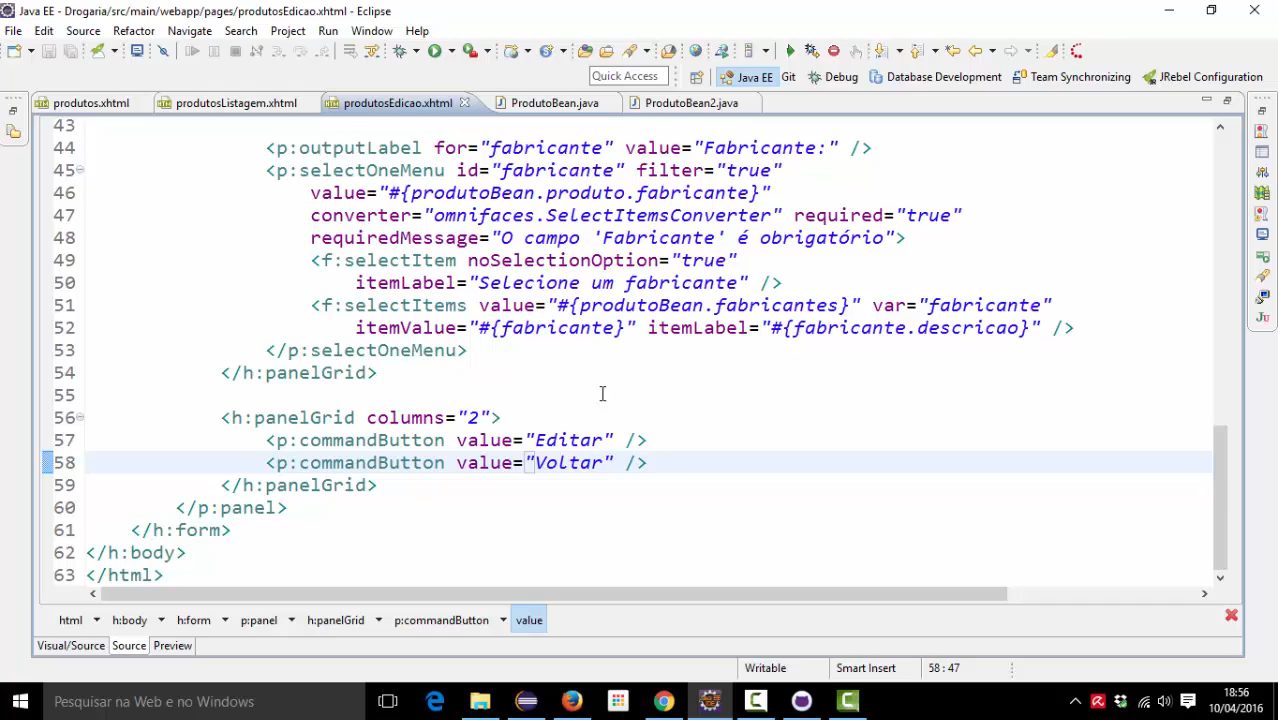 Java EE - Drogaria/src/main/webapp/pages/produtosEdicao.xhtml - Eclipse
File Edit Source Refactor Navigate Search Project Run Window Help
Quick Access Java EE Git Debug Database Development Team Synchronizing JRebel Configuration
produtos.xhtml produtosListagem.xhtml produtosEdicao.xhtml ProdutoBean.java ProdutoBean2.java
43
44 <p:outputLabel for="fabricante" value="Fabricante:" />
45 <p:selectOneMenu id="fabricante" filter="true"
46 value="#{produtoBean.produto.fabricante}"
47 converter="omnifaces.SelectItemsConverter" required="true"
48 requiredMessage="O campo 'Fabricante' é obrigatório">
49 <f:selectItem noSelectionOption="true"
50 itemLabel="Selecione um fabricante" />
51 <f:selectItems value="#{produtoBean.fabricantes}" var="fabricante"
52 itemValue="#{fabricante}" itemLabel="#{fabricante.descricao}" />
53 </p:selectOneMenu>
54 </h:panelGrid>
55
56 <h:panelGrid columns="2">
57 <p:commandButton value="Editar" />
58 <p:commandButton value="Voltar" />
59 </h:panelGrid>
60 </p:panel>
61 </h:form>
62 </h:body>
63 </html>
html h:body h:form p:panel h:panelGrid p:commandButton value
Visual/Source Source Preview
Writable Smart Insert 58 : 47
Pesquisar na Web e no Windows
18:56
10/04/2016